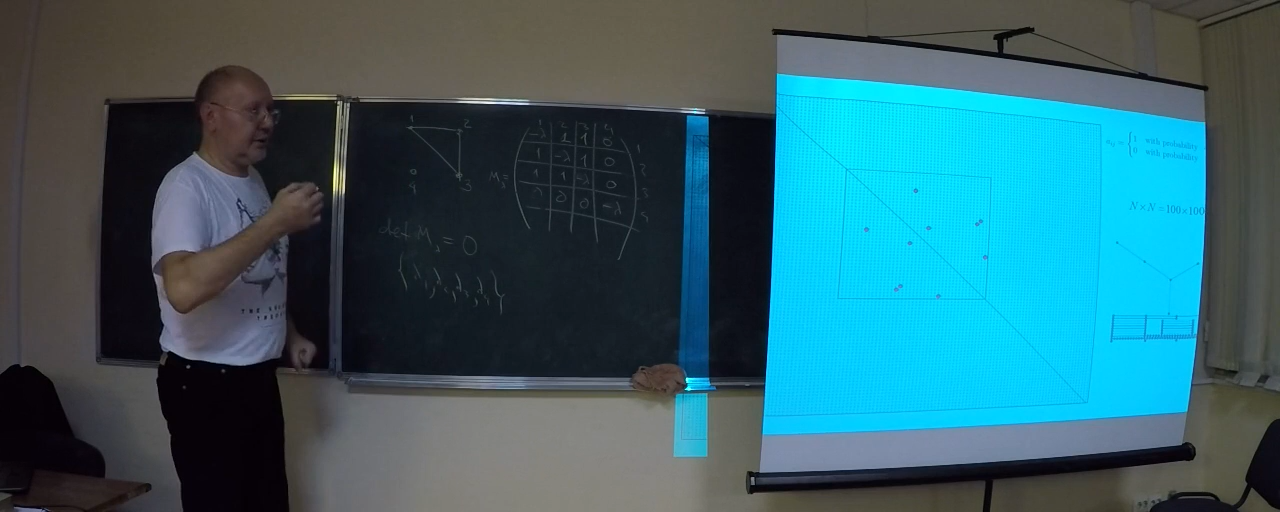 1 2
4 3
1 2 3 4
-λ 1 1 0 1
1 -λ 1 0 2
M₃ = 1 1 -λ 0 3
0 0 0 -λ 4
det M₃ = 0
{λ₁, λ₂, λ₃, λ₄}
1 with probability
0 with probability
N × N = 100 × 100